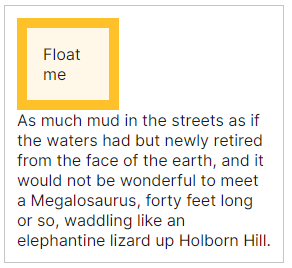 Float
me
As much mud in the streets as if
the waters had but newly retired
from the face of the earth, and it
would not be wonderful to meet
a Megalosaurus, forty feet long
or so, waddling like an
elephantine lizard up Holborn Hill.